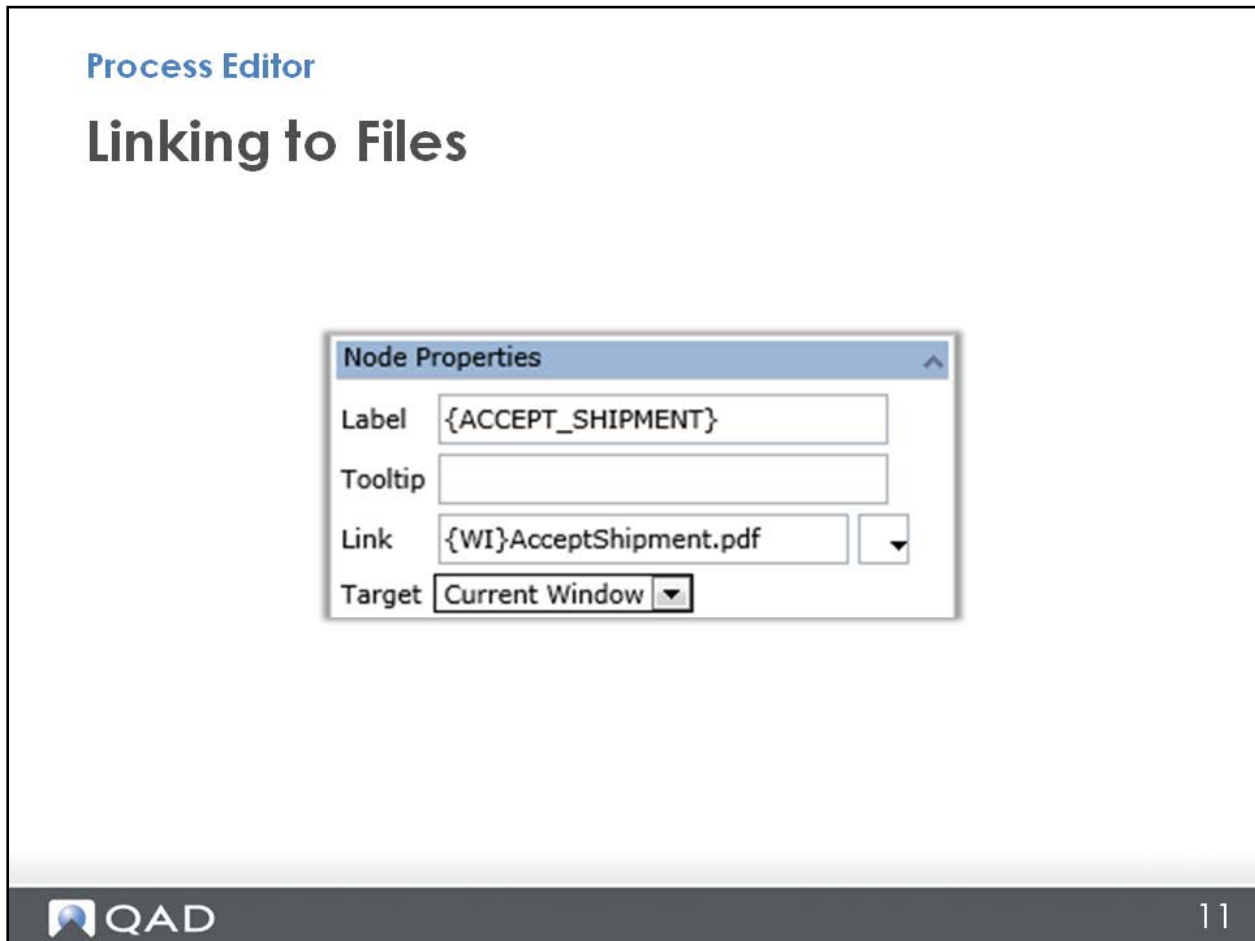 Process Editor
Linking to Files
Node Properties
Label {ACCEPT_SHIPMENT}
Tooltip
Link {WI}AcceptShipment.pdf
Target Current Window
QAD 11